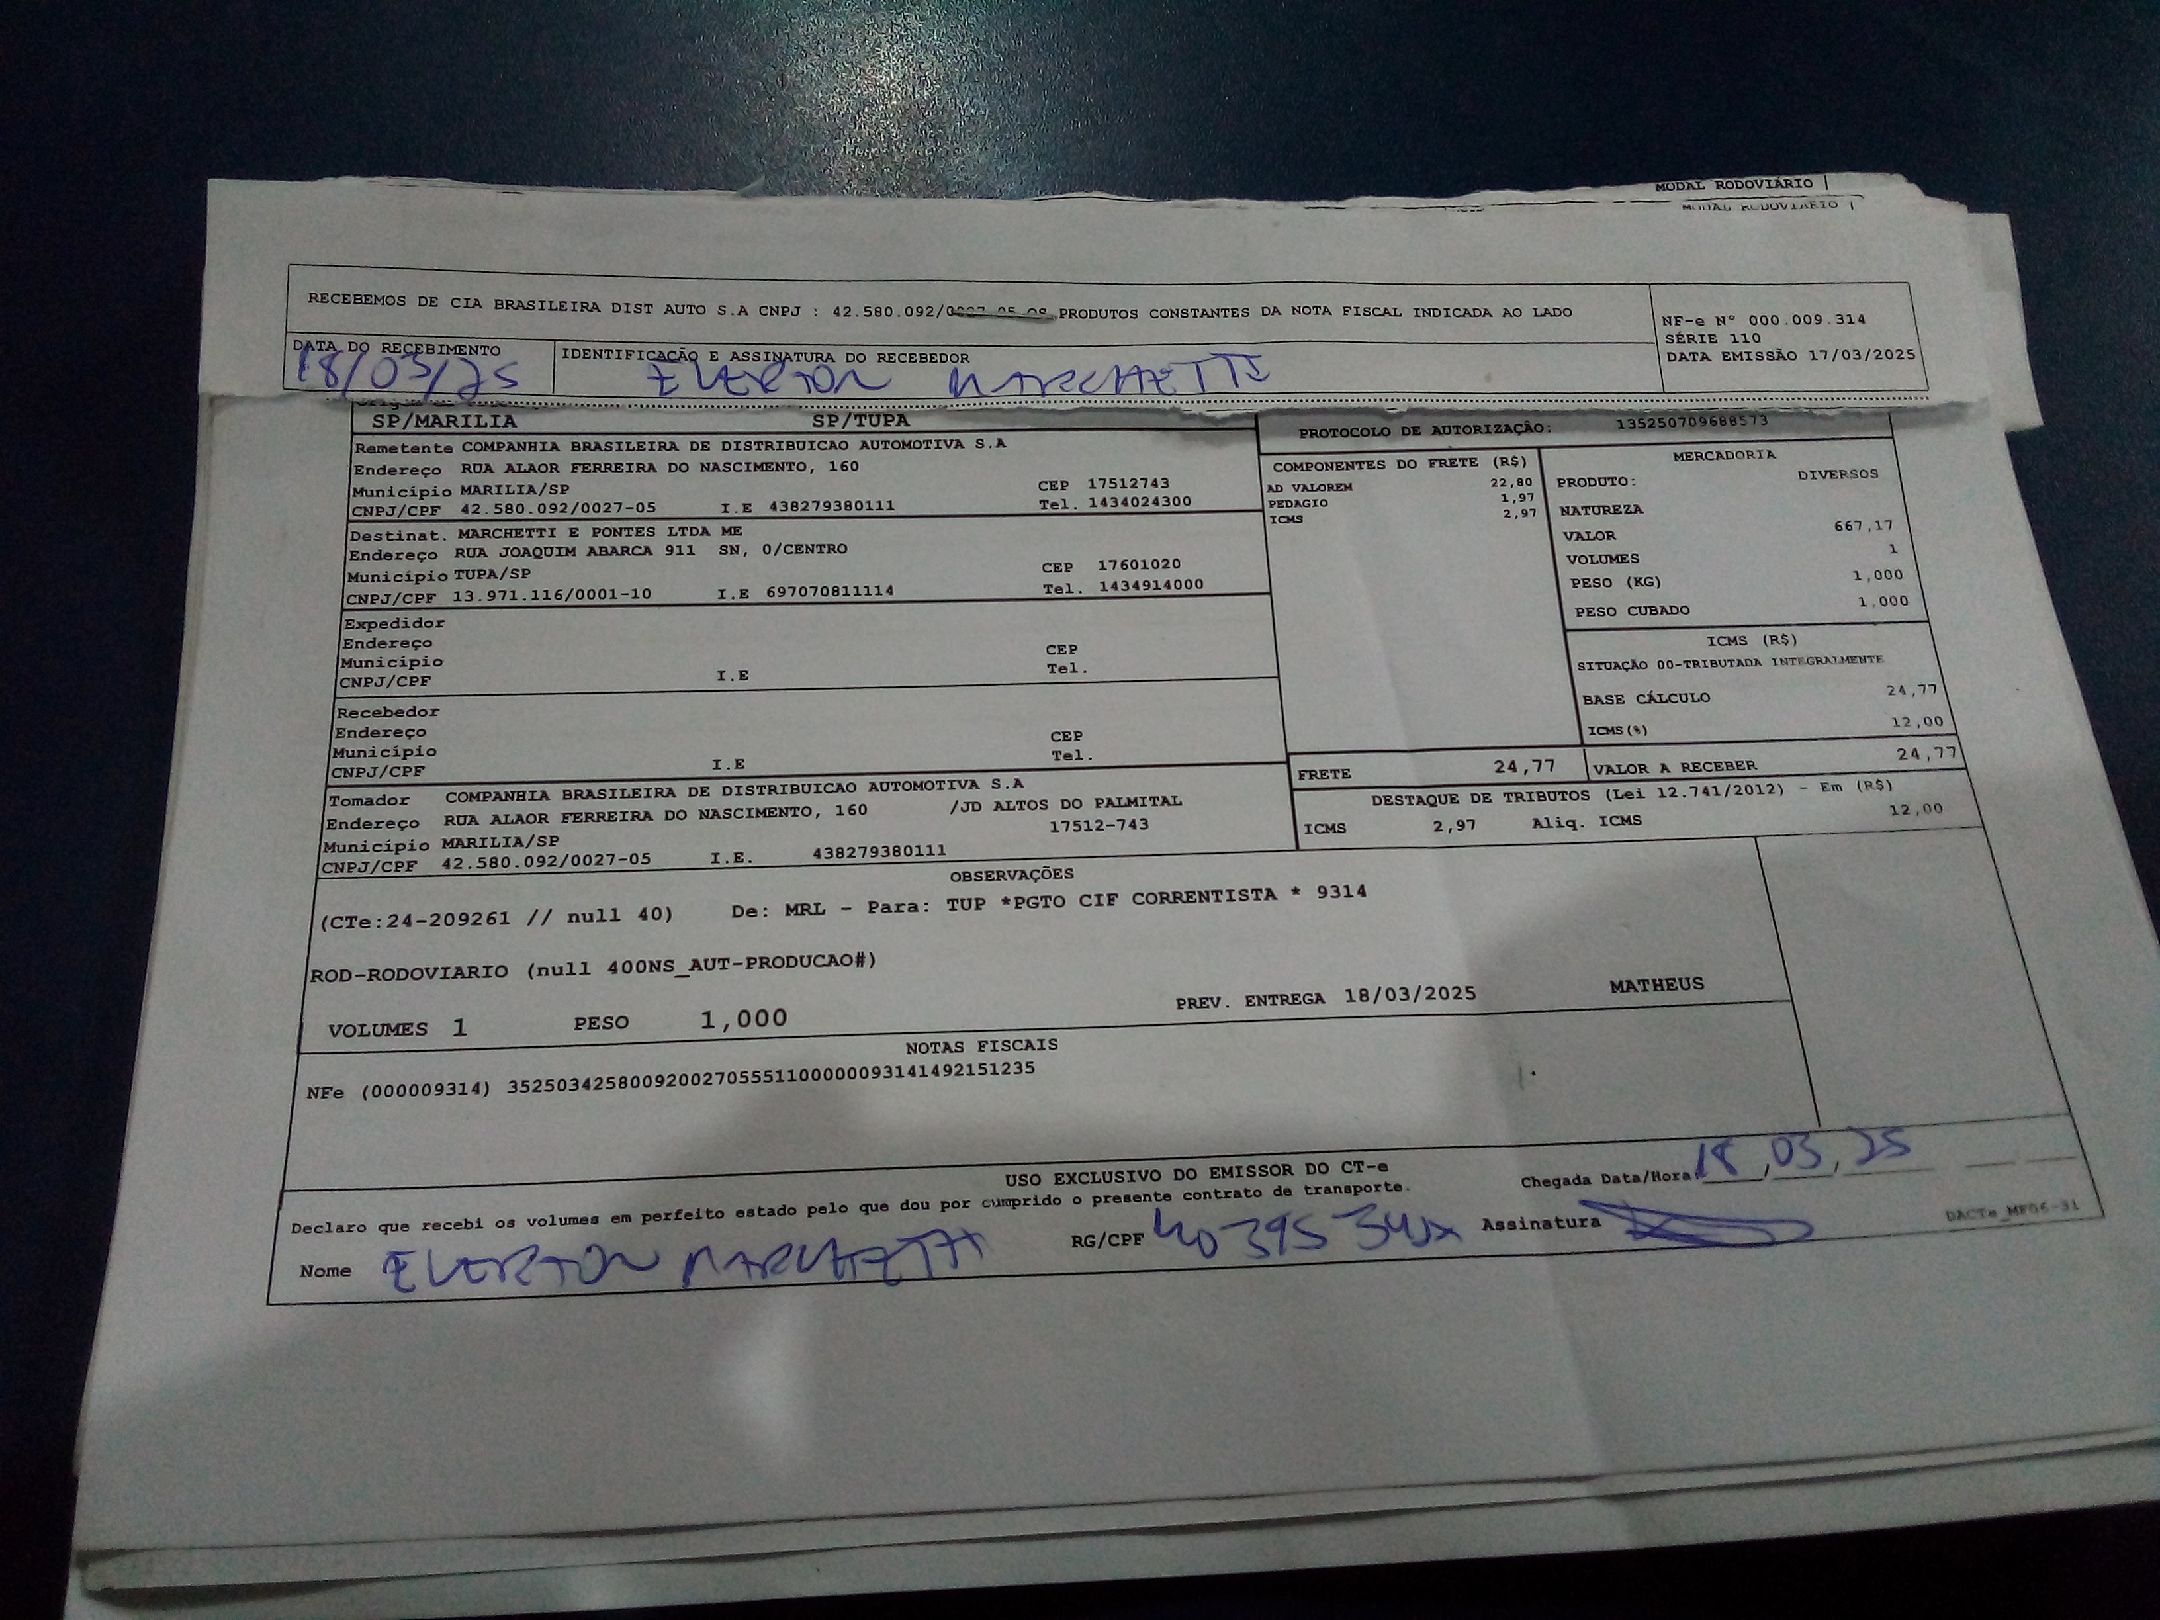 MODAL RODOVIÁRIO
MODAL RODOVIÁRIO
RECEBEMOS DE CIA BRASILEIRA DIST AUTO S.A CNPJ : 42.580.092/ PRODUTOS CONSTANTES DA NOTA FISCAL INDICADA AO LADO
NF-e Nº 000.009.314
SÉRIE 110
DATA EMISSÃO 17/03/2025
DATA DO RECEBIMENTO
18/03/25
IDENTIFICAÇÃO E ASSINATURA DO RECEBEDOR
EVERTON MARCHETTI
SP/MARILIA SP/TUPA
PROTOCOLO DE AUTORIZAÇÃO: 135250709688573
Remetente COMPANHIA BRASILEIRA DE DISTRIBUICAO AUTOMOTIVA S.A
Endereço RUA ALAOR FERREIRA DO NASCIMENTO, 160
Município MARILIA/SP CEP 17512743
CNPJ/CPF 42.580.092/0027-05 I.E 438279380111 Tel. 1434024300
Destinat. MARCHETTI E PONTES LTDA ME
Endereço RUA JOAQUIM ABARCA 911 SN, 0/CENTRO
Município TUPA/SP CEP 17601020
CNPJ/CPF 13.971.116/0001-10 I.E 697070811114 Tel. 1434914000
Expedidor
Endereço
Município CEP
CNPJ/CPF I.E Tel.
Recebedor
Endereço
Município CEP
CNPJ/CPF I.E Tel.
Tomador COMPANHIA BRASILEIRA DE DISTRIBUICAO AUTOMOTIVA S.A
Endereço RUA ALAOR FERREIRA DO NASCIMENTO, 160 /JD ALTOS DO PALMITAL
Município MARILIA/SP 17512-743
CNPJ/CPF 42.580.092/0027-05 I.E. 438279380111
COMPONENTES DO FRETE (R$)
AD VALOREM 22,80
PEDAGIO 1,97
ICMS 2,97
MERCADORIA
PRODUTO: DIVERSOS
NATUREZA
VALOR 667,17
VOLUMES 1
PESO (KG) 1,000
PESO CUBADO 1,000
ICMS (R$)
SITUAÇÃO 00-TRIBUTADA INTEGRALMENTE
BASE CÁLCULO 24,77
ICMS(%) 12,00
FRETE 24,77 VALOR A RECEBER 24,77
DESTAQUE DE TRIBUTOS (Lei 12.741/2012) - Em (R$)
ICMS 2,97 Aliq. ICMS 12,00
OBSERVAÇÕES
(CTe:24-209261 // null 40) De: MRL - Para: TUP *PGTO CIF CORRENTISTA * 9314
ROD-RODOVIARIO (null 400NS_AUT-PRODUCAO#)
VOLUMES 1 PESO 1,000 PREV. ENTREGA 18/03/2025 MATHEUS
NOTAS FISCAIS
NFe (000009314) 35250342580092002705551100000093141492151235
USO EXCLUSIVO DO EMISSOR DO CT-e
Declaro que recebi os volumes em perfeito estado pelo que dou por cumprido o presente contrato de transporte.
Chegada Data/Hora 18, 03, 25
Nome EVERTON MARCHETTI RG/CPF Assinatura
DACTe_MF06-31